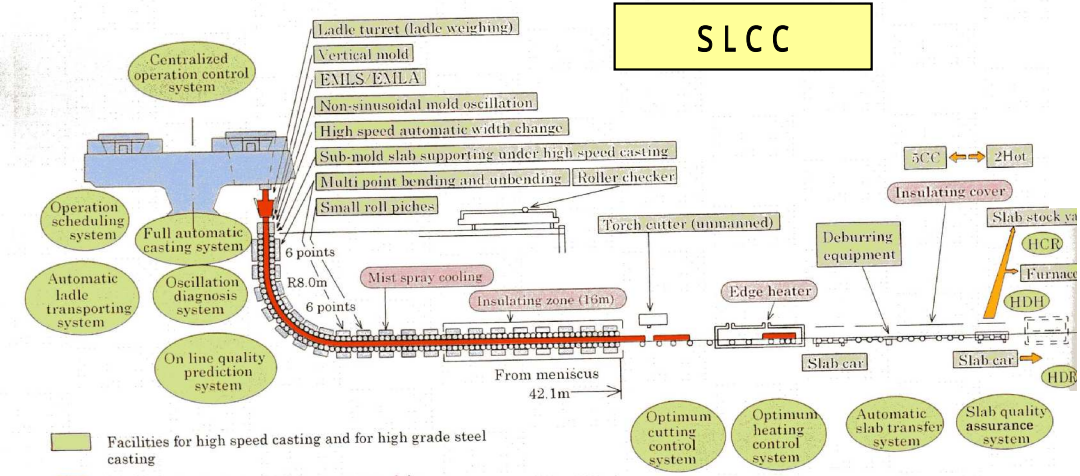 SLCC
Ladle turret (ladle weighing)
Vertical mold
EMLS/EMLA
Non-sinusoidal mold oscillation
High speed automatic width change
Sub-mold slab supporting under high speed casting
Multi point bending and unbending
Roller checker
Small roll piches
Centralized
operation control
system
Operation
scheduling
system
Full automatic
casting system
Automatic
ladle
transporting
system
Oscillation
diagnosis
system
On line quality
prediction
system
6 points
R8.0m
6 points
Mist spray cooling
Insulating zone (16m)
From meniscus
42.1m
Torch cutter (unmanned)
Edge heater
Deburring
equipment
5CC
2Hot
Insulating cover
Slab stock ya
HCR
Furnace
HDH
Slab car
Slab car
HDR
Optimum
cutting
control
system
Optimum
heating
control
system
Automatic
slab transfer
system
Slab quality
assurance
system
Facilities for high speed casting and for high grade steel
casting